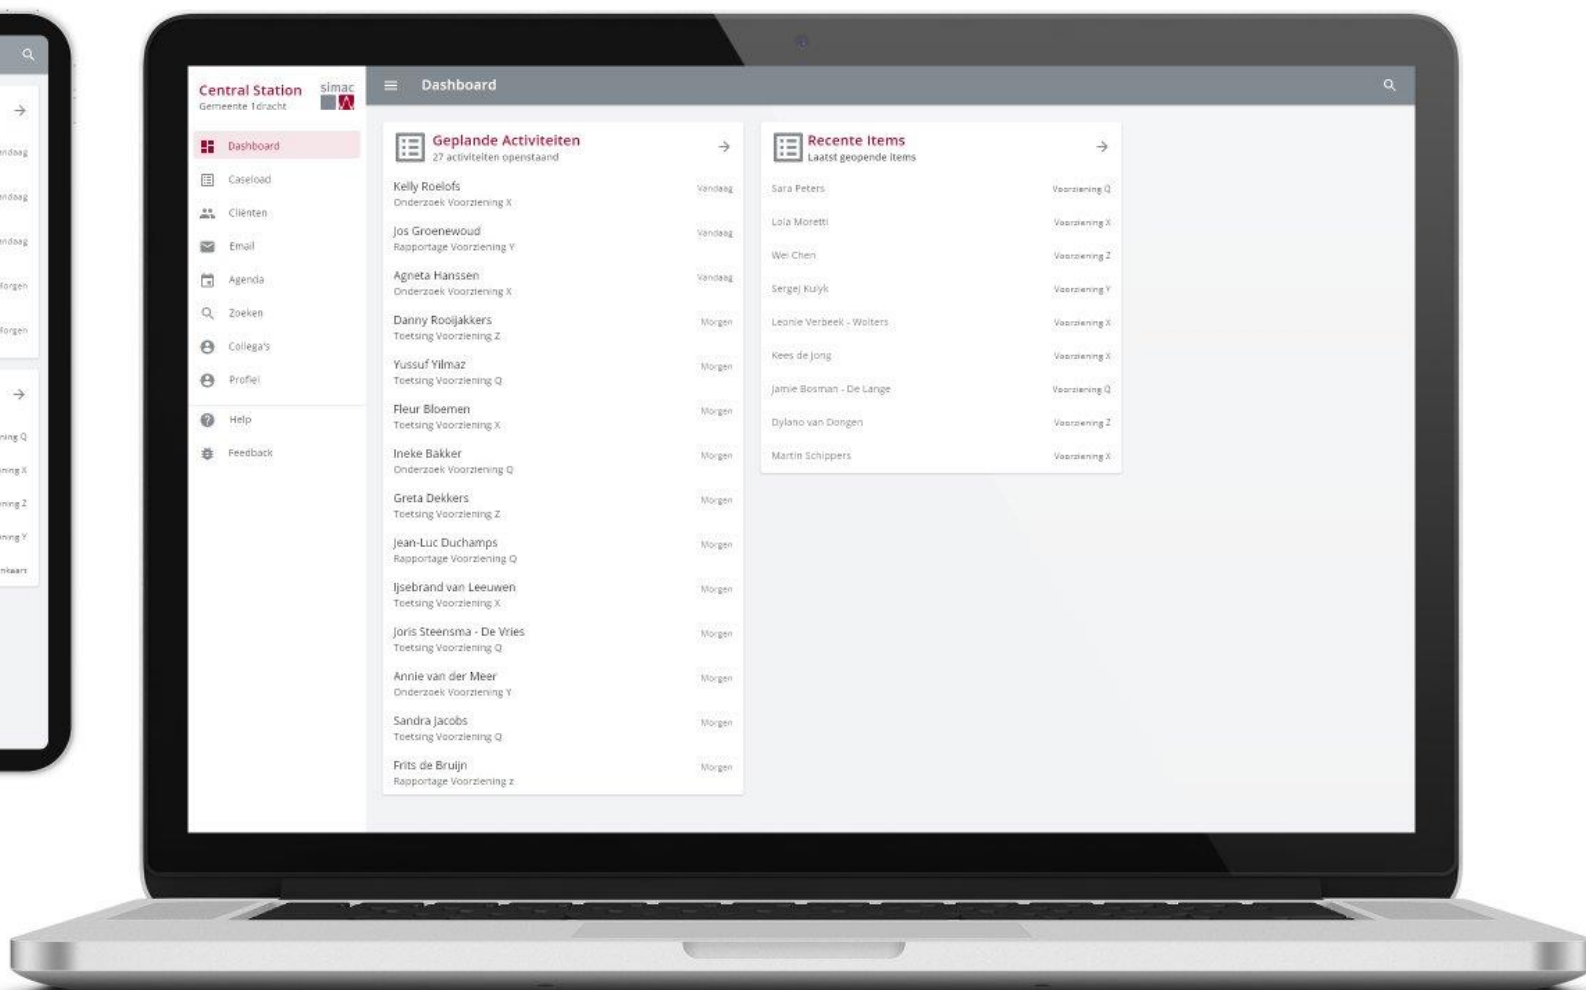 Central Station
Gemeente 1dracht
simac
Dashboard
Caseload
Cliënten
Email
Agenda
Zoeken
Collega's
Profiel
Help
Feedback
Dashboard
Geplande Activiteiten
27 activiteiten openstaand
Kelly Roelofs Vandaag
Onderzoek Voorziening X
Jos Groenewoud Vandaag
Rapportage Voorziening Y
Agneta Hanssen Vandaag
Onderzoek Voorziening X
Danny Rooijakkers Morgen
Toetsing Voorziening Z
Yussuf Yilmaz Morgen
Toetsing Voorziening Q
Fleur Bloemen Morgen
Toetsing Voorziening X
Ineke Bakker Morgen
Onderzoek Voorziening Q
Greta Dekkers Morgen
Toetsing Voorziening Z
Jean-Luc Duchamps Morgen
Rapportage Voorziening Q
Ijsebrand van Leeuwen Morgen
Toetsing Voorziening X
Joris Steensma - De Vries Morgen
Toetsing Voorziening Q
Annie van der Meer Morgen
Onderzoek Voorziening Y
Sandra Jacobs Morgen
Toetsing Voorziening Q
Frits de Bruijn Morgen
Rapportage Voorziening z
Recente Items
Laatst geopende items
Sara Peters Voorziening Q
Lola Moretti Voorziening X
Wei Chen Voorziening Z
Sergej Kulyk Voorziening Y
Leonie Verbeek - Wolters Voorziening X
Kees de Jong Voorziening X
Jamie Bosman - De Lange Voorziening Q
Dylano van Dongen Voorziening Z
Martin Schippers Voorziening X